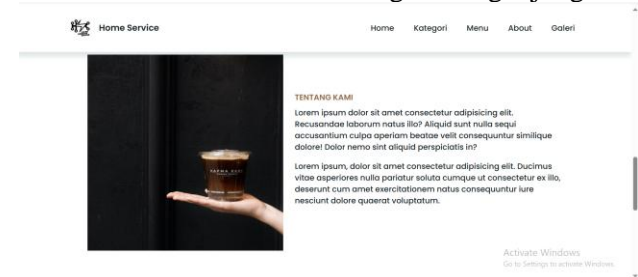 Home Service
Home Kategori Menu About Galeri
TENTANG KAMI
Lorem ipsum dolor sit amet consectetur adipisicing elit.
Recusandae laborum natus illo? Aliquid sunt nulla sequi
accusantium culpa aperiam beatae velit consequuntur similique
dolore! Dolor nemo sint aliquid perspiciatis in?
Lorem ipsum, dolor sit amet consectetur adipisicing elit. Ducimus
vitae asperiores nulla pariatur soluta cumque ut consectetur ex illo,
deserunt cum amet exercitationem natus consequuntur iure
nesciunt dolore quaerat voluptatum.
Activate Windows
Go to Settings to activate Windows.